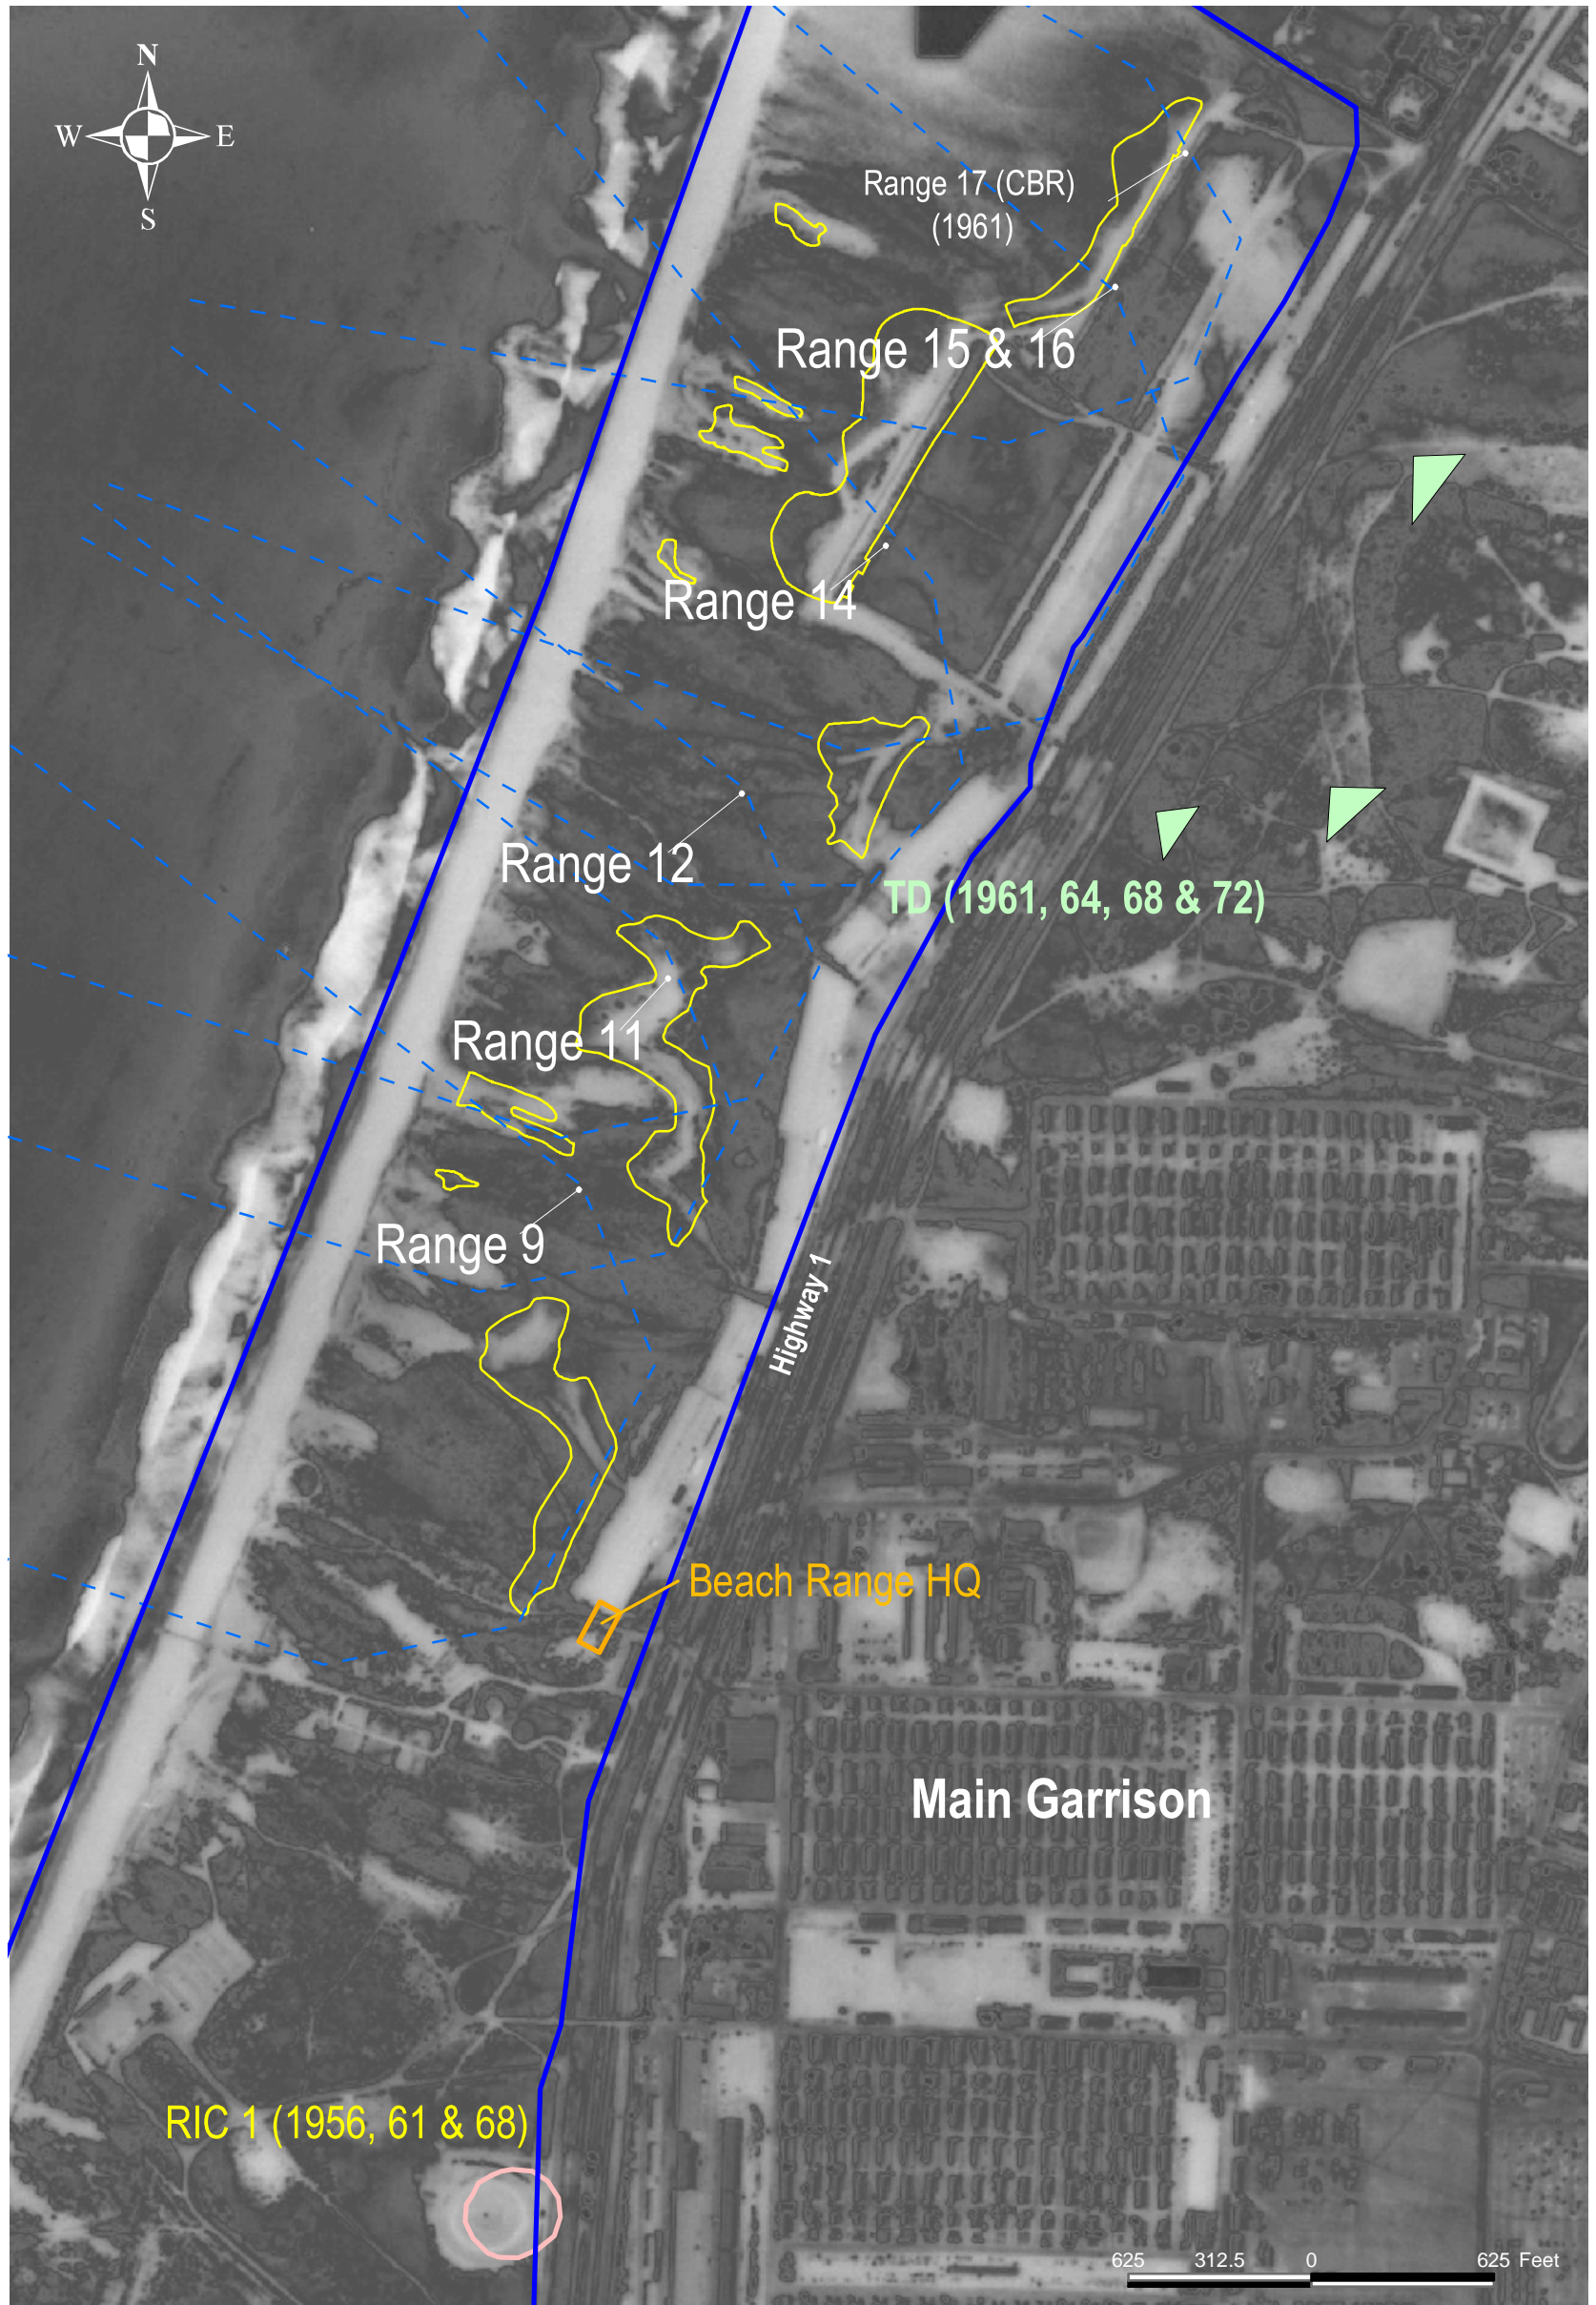 N
W E
S
Range 17 (CBR)
(1961)
Range 15 & 16
Range 14
Range 12
TD (1961, 64, 68 & 72)
Range 11
Range 9
Highway 1
Beach Range HQ
Main Garrison
RIC 1 (1956, 61 & 68)
625 312.5 0 625 Feet